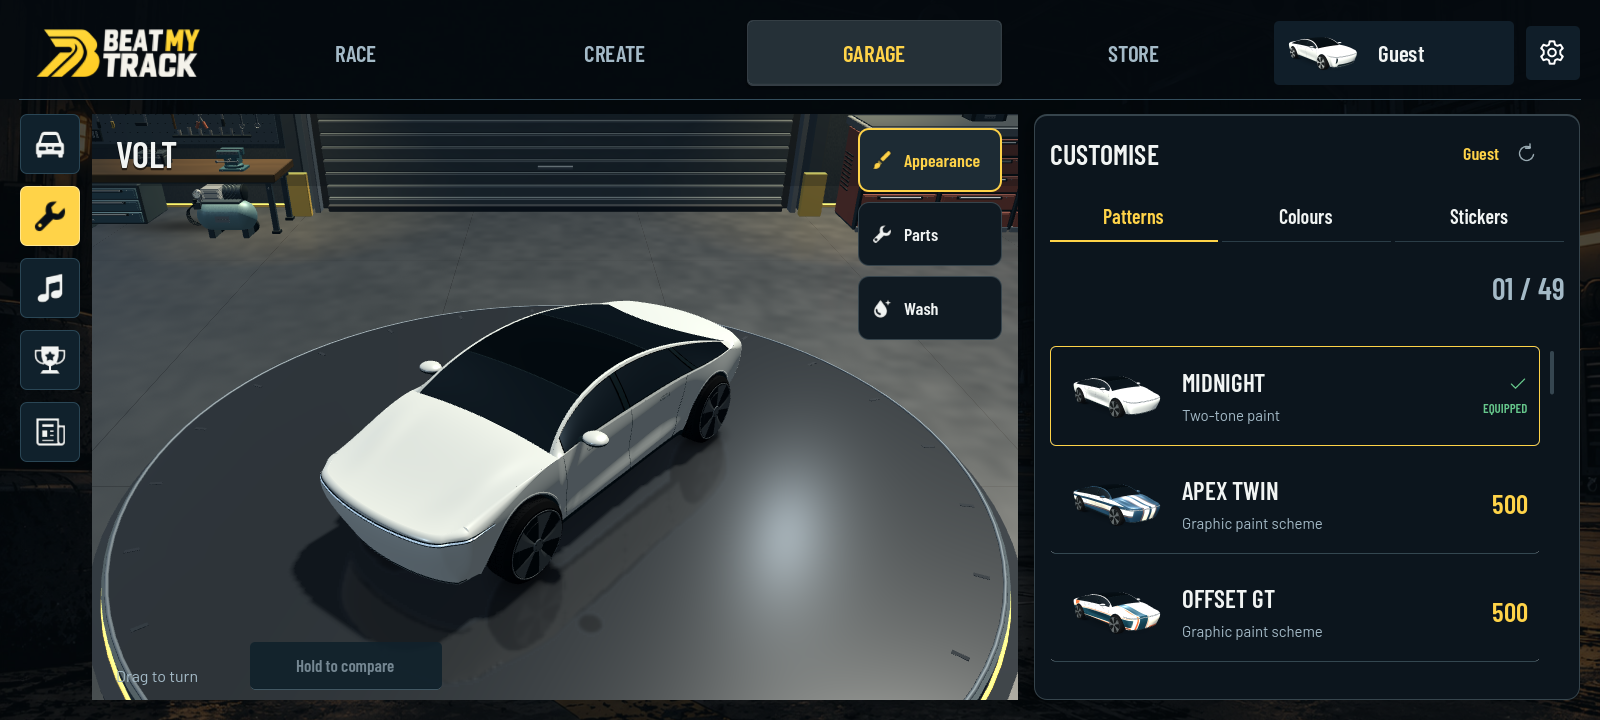 BEATMY
TRACK
RACE
CREATE
GARAGE
STORE
Guest
VOLT
Appearance
Parts
Wash
Drag to turn
Hold to compare
CUSTOMISE
Guest
Patterns
Colours
Stickers
01 / 49
MIDNIGHT
Two-tone paint
EQUIPPED
APEX TWIN
Graphic paint scheme
500
OFFSET GT
Graphic paint scheme
500